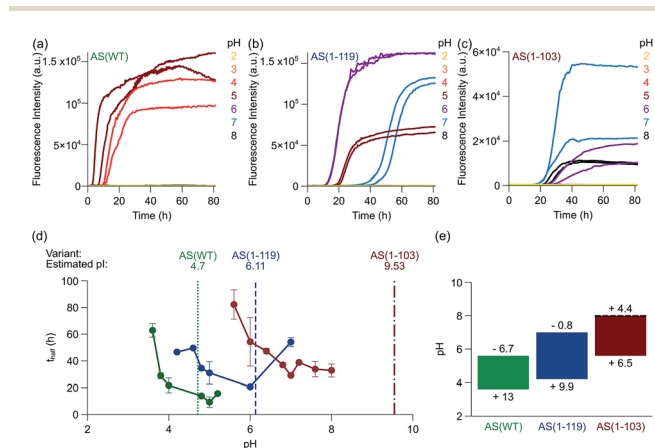 (a)
AS(WT)
Fluorescence Intensity (a.u.)
1.5 x10⁵
10⁵
5×10⁴
0
0 20 40 60 80
Time (h)
pH
2
3
4
5
6
7
8
(b)
AS(1-119)
Fluorescence Intensity (a.u.)
1.5x10⁵
10⁵
5×10⁴
0
0 20 40 60 80
Time (h)
pH
2
3
4
5
6
7
8
(c)
AS(1-103)
Fluorescence Intensity (a.u.)
6×10⁴
4×10⁴
2×10⁴
0
0 20 40 60 80
Time (h)
pH
2
3
4
5
6
7
8
(d)
Variant: AS(WT) AS(1-119) AS(1-103)
Estimated pI: 4.7 6.11 9.53
t half (h)
100
80
60
40
20
0
2 4 6 8 10
pH
(e)
pH
10
8
6
4
2
- 6.7
+ 13
- 0.8
+ 9.9
+ 4.4
+ 6.5
AS(WT) AS(1-119) AS(1-103)